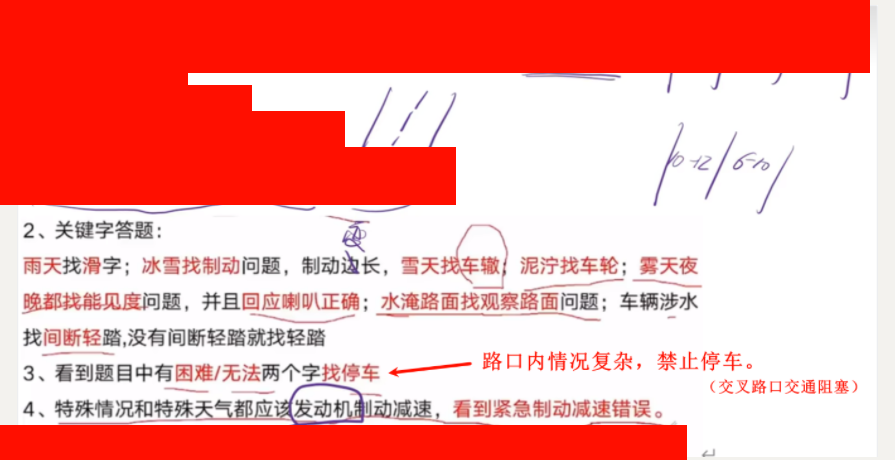 10-12 6-10
2、关键字答题：
雨天找滑字；冰雪找制动问题，制动边长，雪天找车辙；泥泞找车轮；雾天夜
晚都找能见度问题，并且回应喇叭正确；水淹路面找观察路面问题；车辆涉水
找间断轻踏,没有间断轻踏就找轻踏
3、看到题目中有困难/无法两个字找停车
路口内情况复杂，禁止停车。
（交叉路口交通阻塞）
4、特殊情况和特殊天气都应该发动机制动减速，看到紧急制动减速错误。